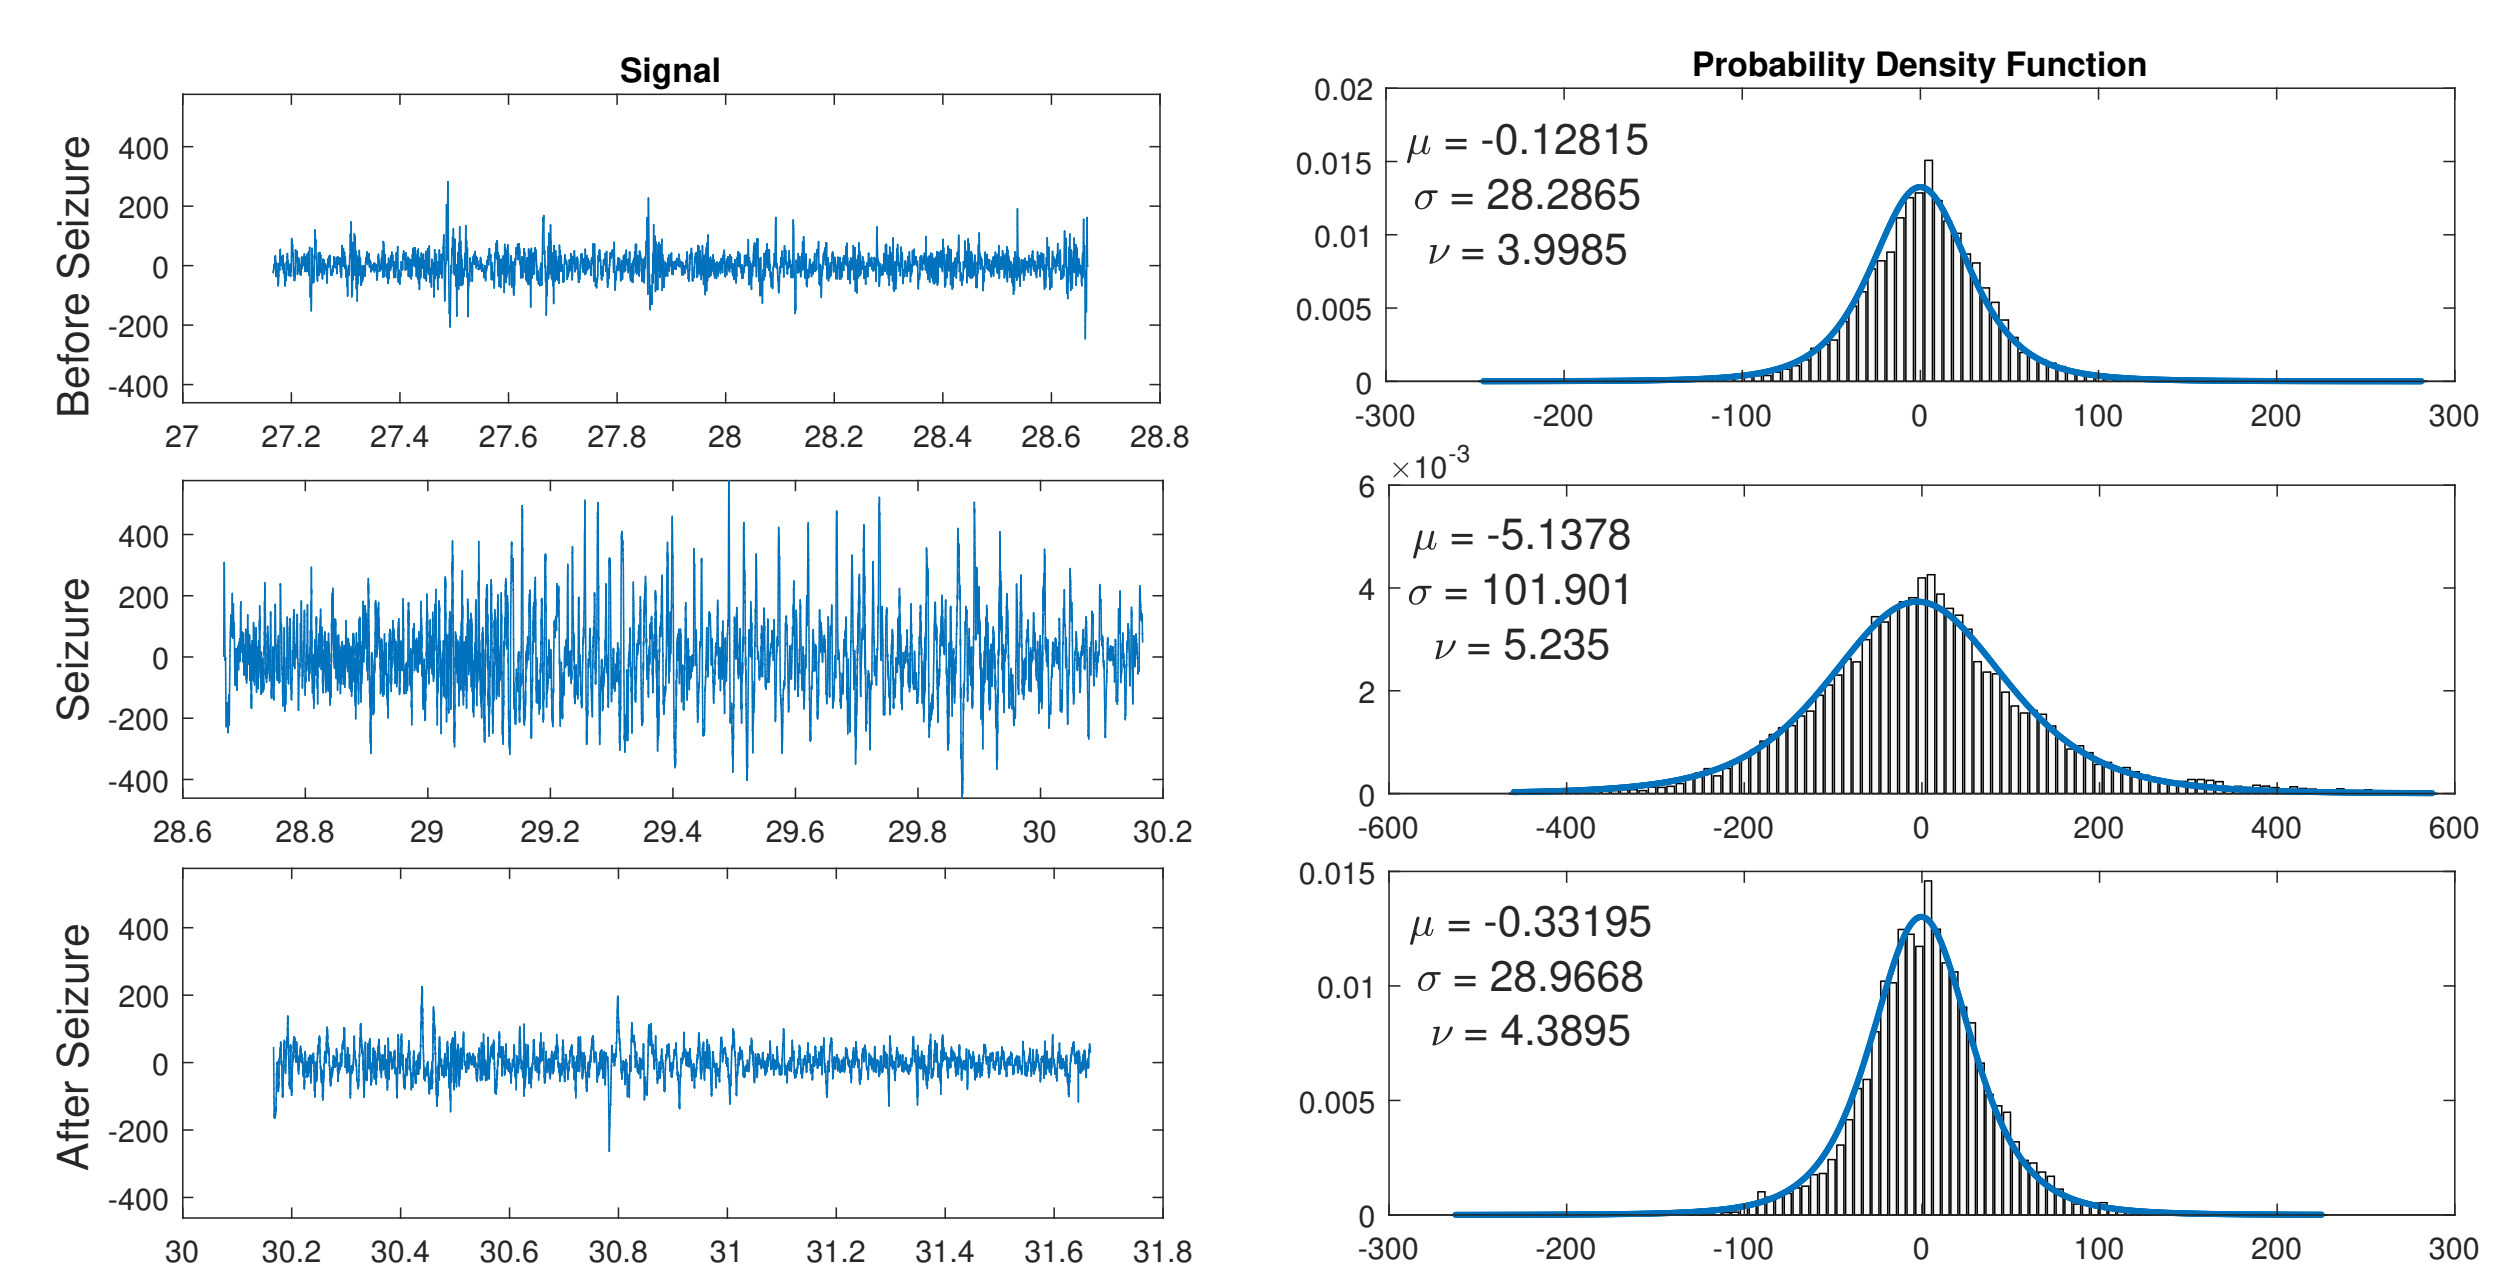 Signal
Before Seizure
400
200
0
-200
-400
27 27.2 27.4 27.6 27.8 28 28.2 28.4 28.6 28.8
Probability Density Function
0.02
0.015
0.01
0.005
0
μ = -0.12815
σ = 28.2865
ν = 3.9985
-300 -200 -100 0 100 200 300
Seizure
400
200
0
-200
-400
28.6 28.8 29 29.2 29.4 29.6 29.8 30 30.2
×10⁻³
6
4
2
0
μ = -5.1378
σ = 101.901
ν = 5.235
-600 -400 -200 0 200 400 600
After Seizure
400
200
0
-200
-400
30 30.2 30.4 30.6 30.8 31 31.2 31.4 31.6 31.8
0.015
0.01
0.005
0
μ = -0.33195
σ = 28.9668
ν = 4.3895
-300 -200 -100 0 100 200 300